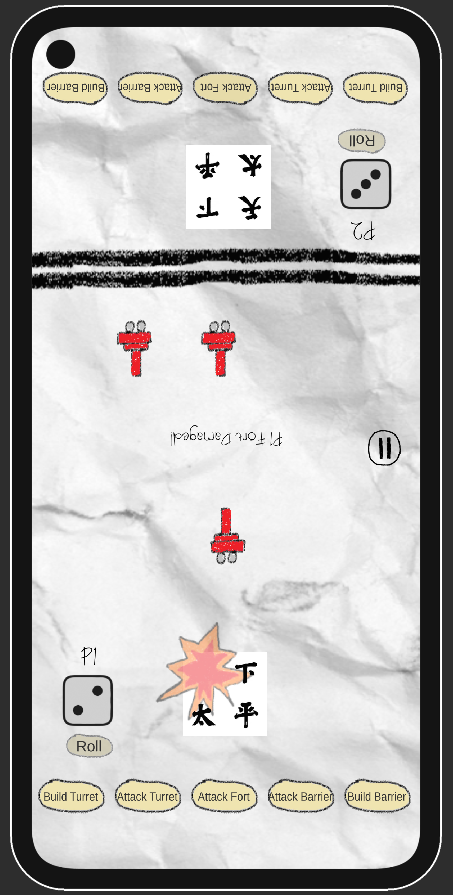 Build Turret Attack Turret Attack Fort Attack Barrier Build Barrier
Roll
P2
天下
太平
P1 Fort Damaged!
P1
下
太平
Roll
Build Turret Attack Turret Attack Fort Attack Barrier Build Barrier